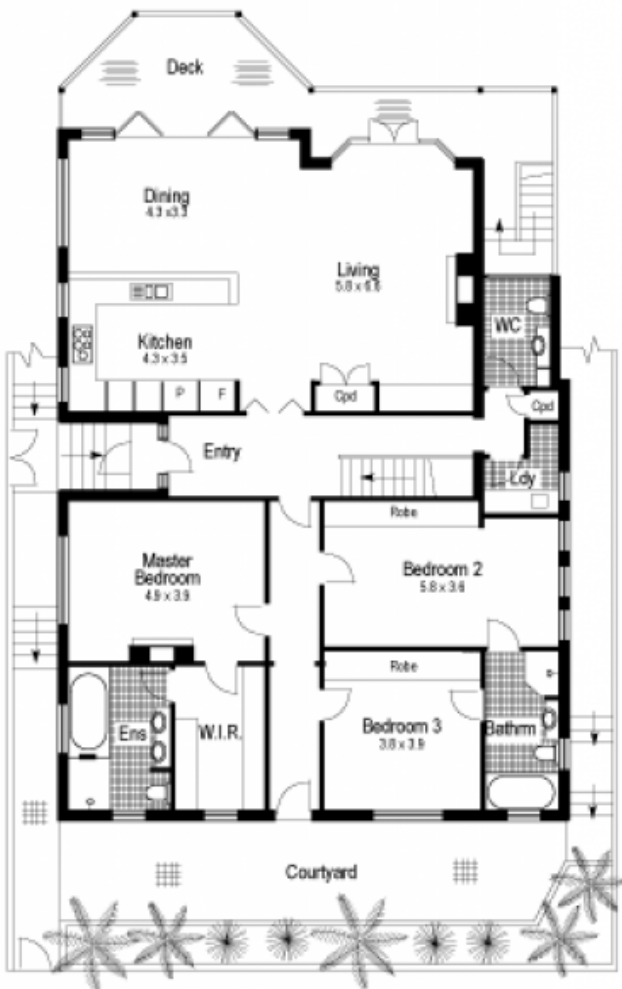 Deck
Dining
4.3 x3.3
Living
5.8 x 6.6
WC
Kitchen
4.3 x 3.5
P
F
Cpd
Cpd
Entry
Ldy
Robe
Master
Bedroom
4.9 x 3.9
Bedroom 2
5.8 x 3.6
Robe
Ens
W.I.R.
Bedroom 3
3.8 x 3.9
Bathrm
Courtyard